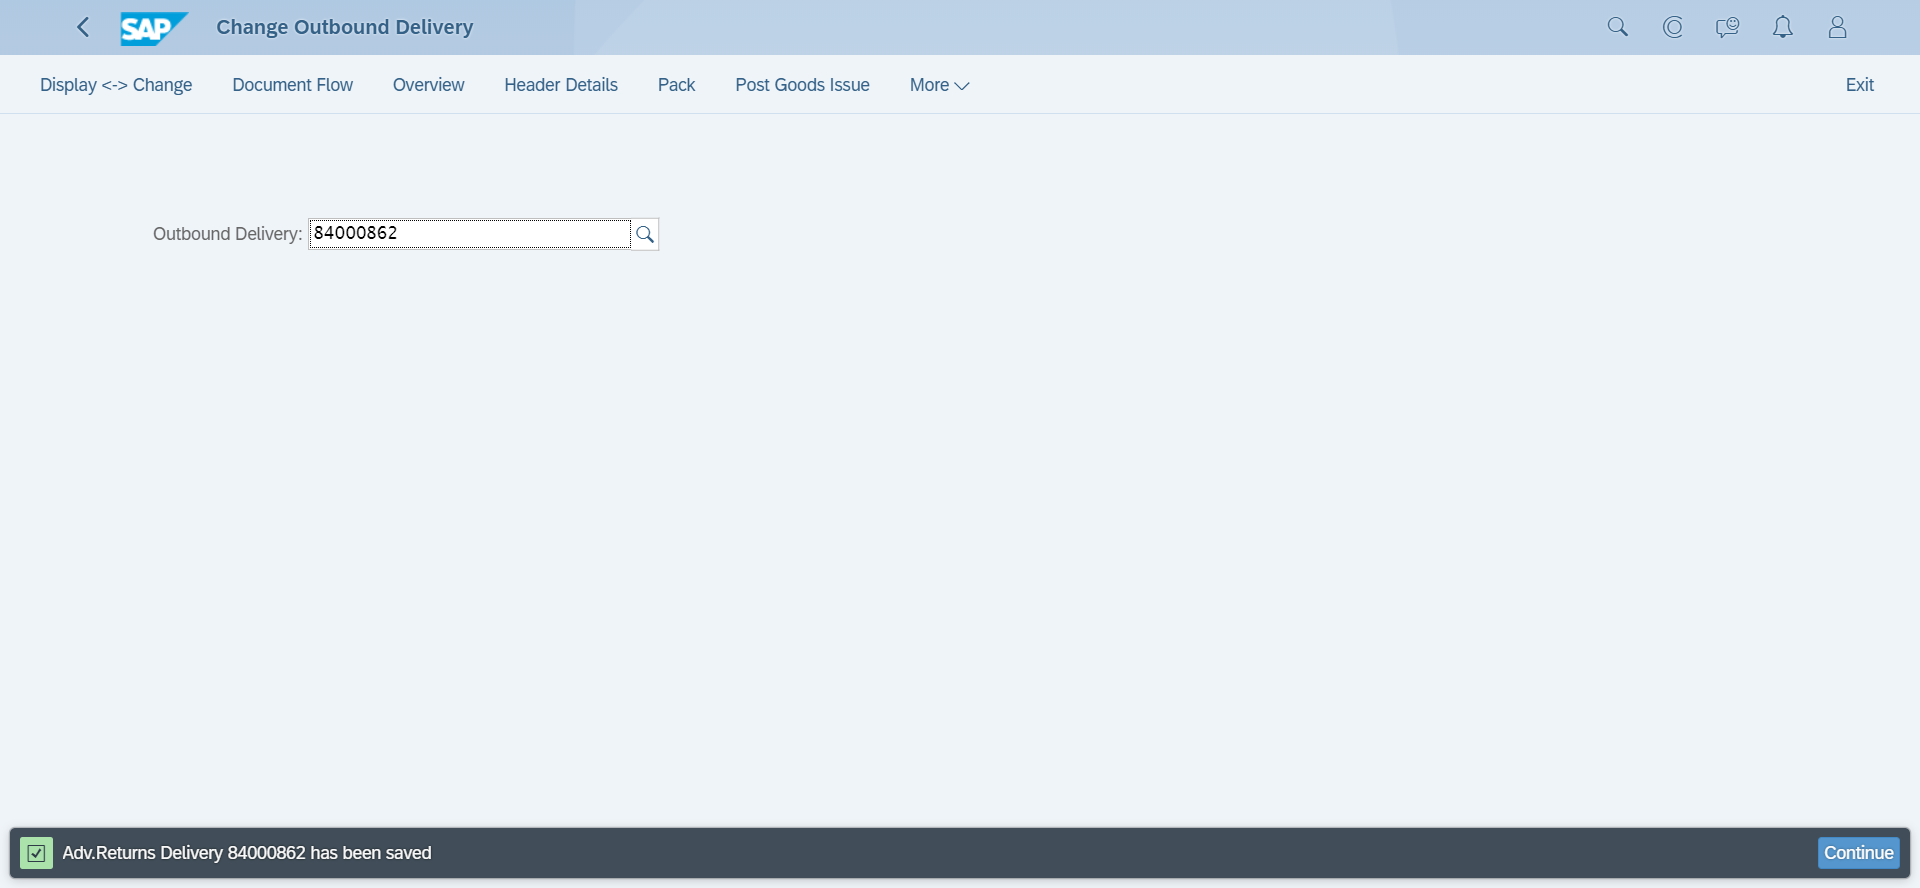 SAP Change Outbound Delivery
Display <-> Change Document Flow Overview Header Details Pack Post Goods Issue More Exit
Outbound Delivery: 84000862
Adv.Returns Delivery 84000862 has been saved Continue